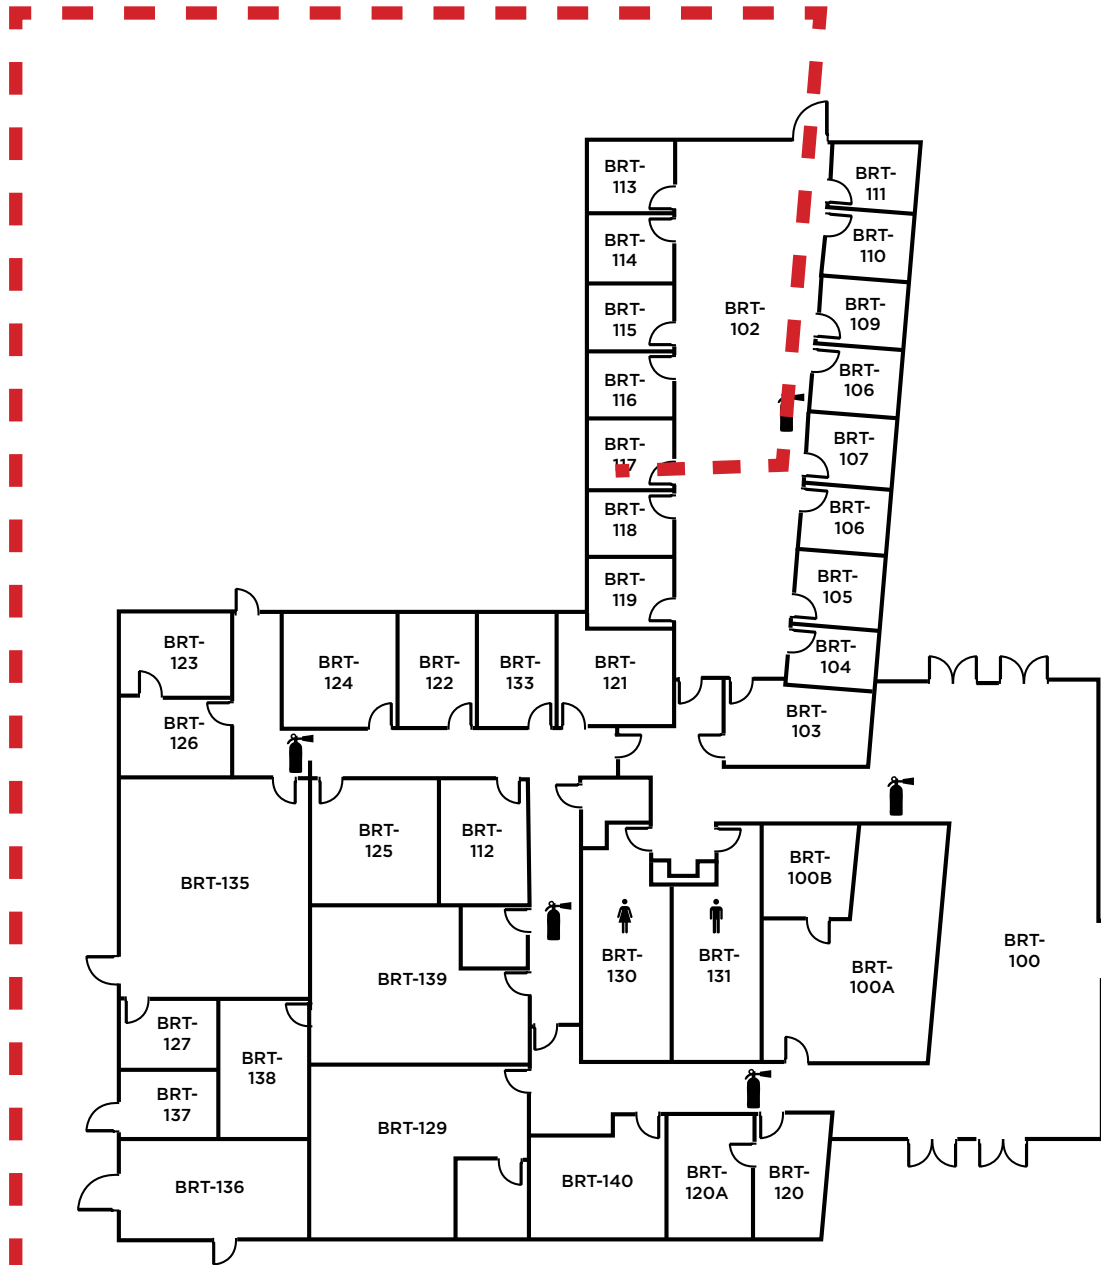 BRT-
113
BRT-
111
BRT-
114
BRT-
110
BRT-
115
BRT-
102
BRT-
109
BRT-
116
BRT-
106
BRT-
117
BRT-
107
BRT-
118
BRT-
106
BRT-
119
BRT-
105
BRT-
104
BRT-
123
BRT-
124
BRT-
122
BRT-
133
BRT-
121
BRT-
103
BRT-
126
BRT-
125
BRT-
112
BRT-
100B
BRT-135
BRT-139
BRT-
130
BRT-
131
BRT-
100A
BRT-
100
BRT-
127
BRT-
138
BRT-
137
BRT-129
BRT-136
BRT-140
BRT-
120A
BRT-
120